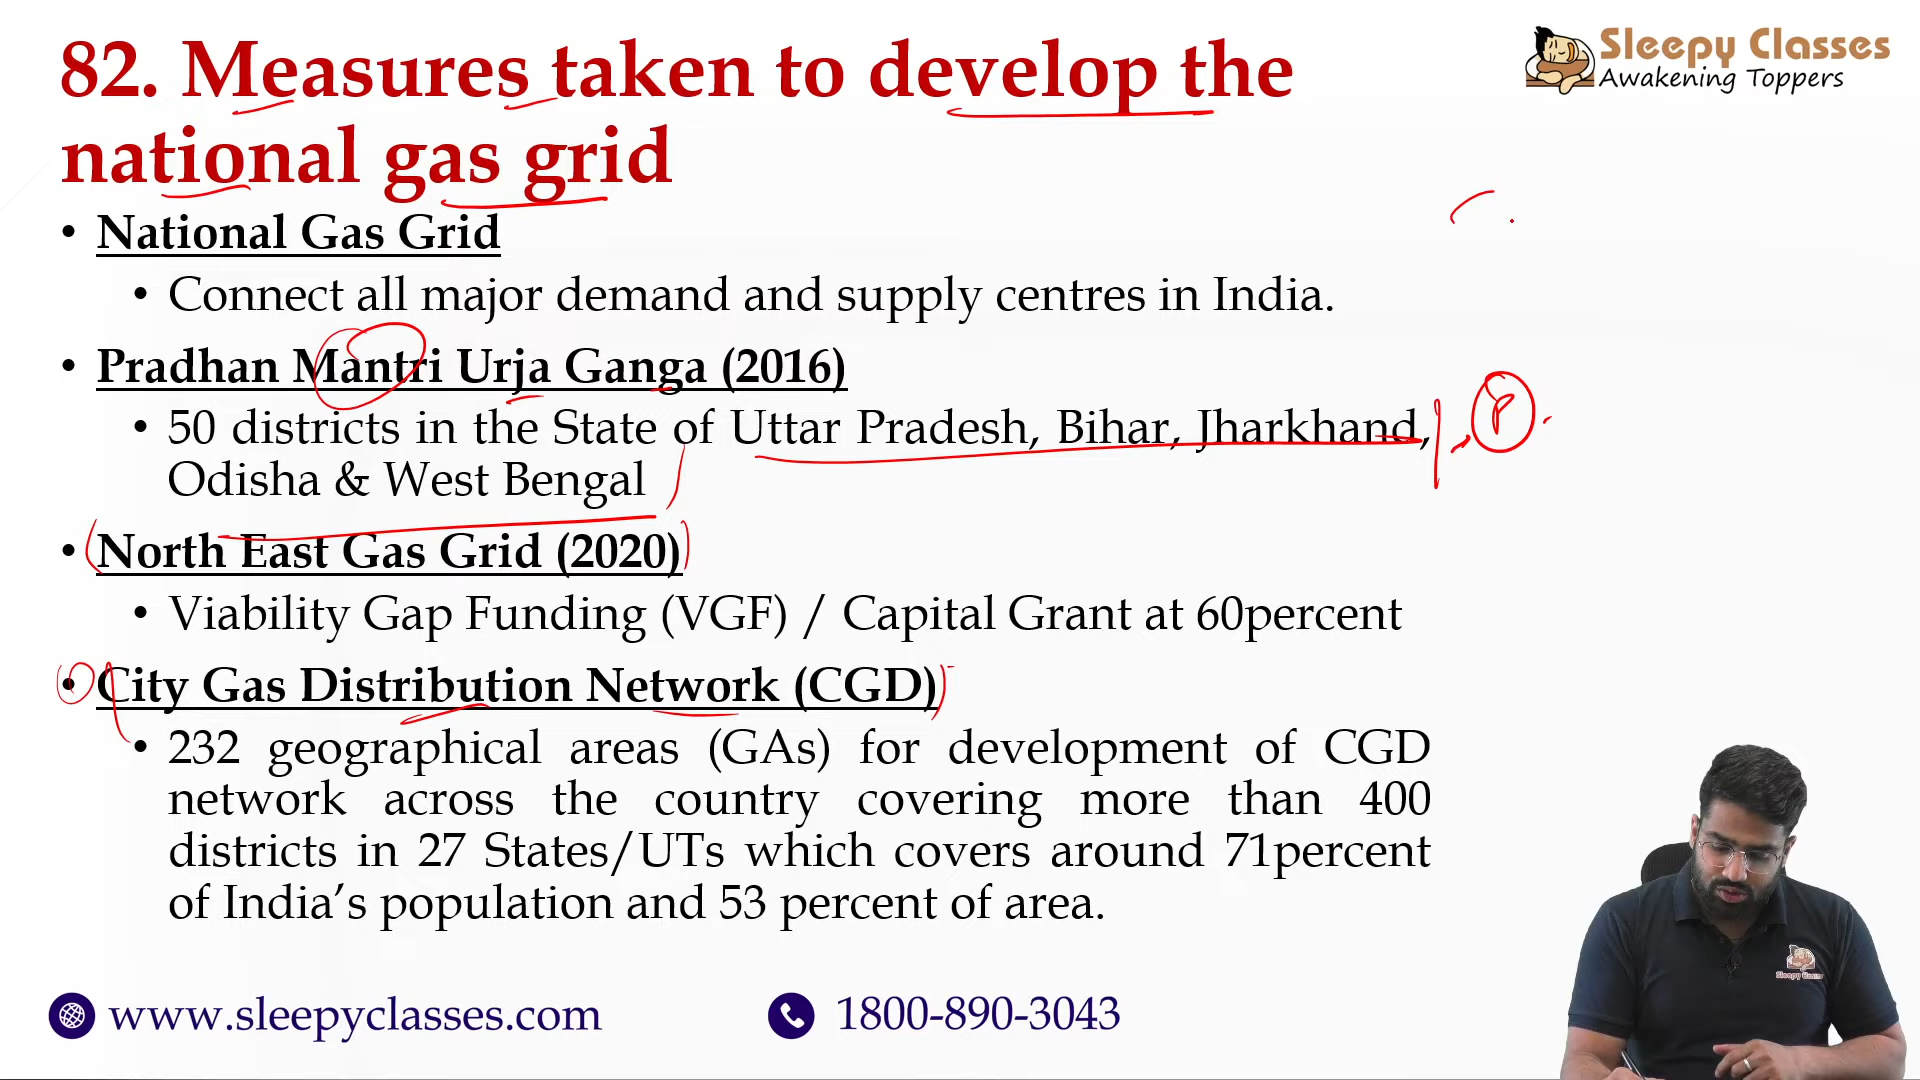 82. Measures taken to develop the
national gas grid
Sleepy Classes
Awakening Toppers
• National Gas Grid
• Connect all major demand and supply centres in India.
• Pradhan Mantri Urja Ganga (2016)
• 50 districts in the State of Uttar Pradesh, Bihar, Jharkhand,
Odisha & West Bengal
• North East Gas Grid (2020)
• Viability Gap Funding (VGF) / Capital Grant at 60percent
• City Gas Distribution Network (CGD)
• 232 geographical areas (GAs) for development of CGD
network across the country covering more than 400
districts in 27 States/UTs which covers around 71percent
of India’s population and 53 percent of area.
www.sleepyclasses.com
1800-890-3043